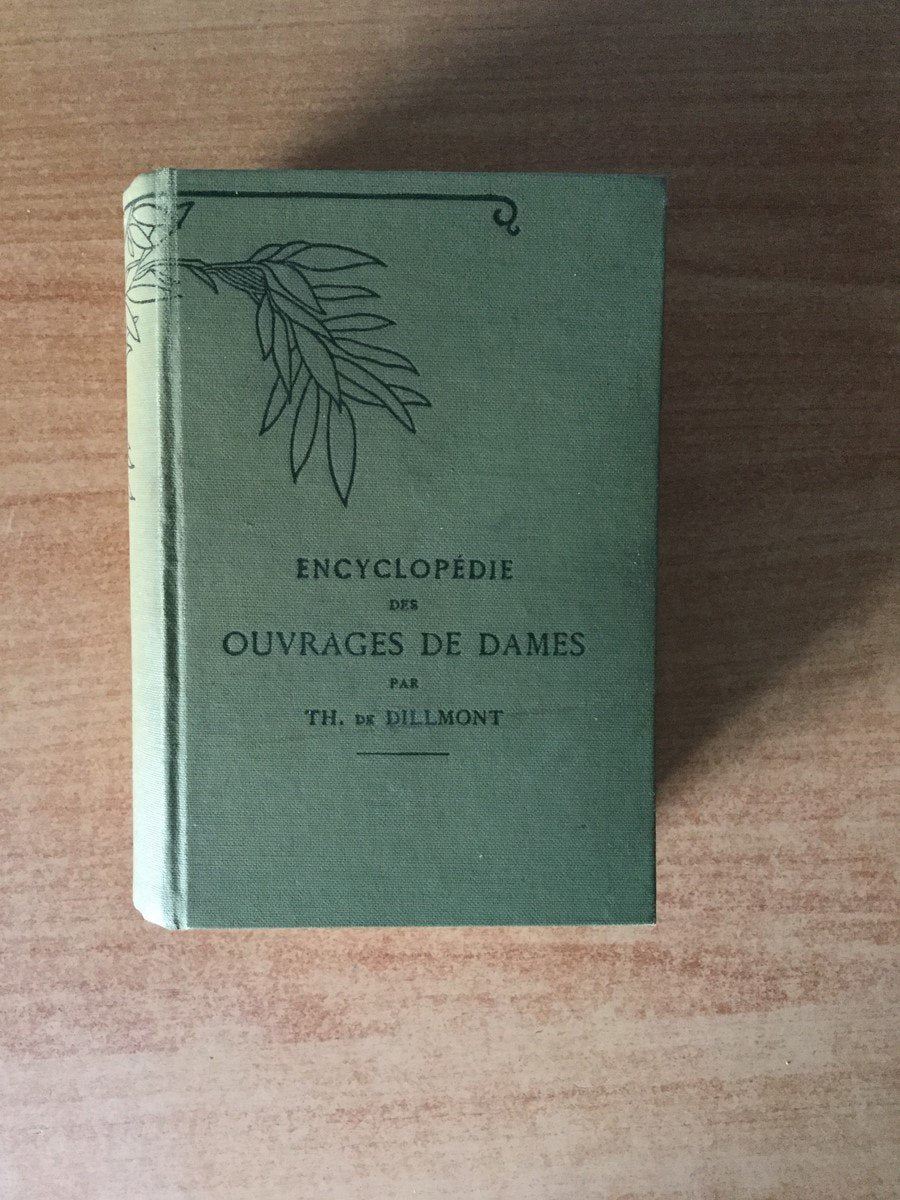 ENCYCLOPÉDIE
DES
OUVRAGES DE DAMES
PAR
TH. DE DILLMONT